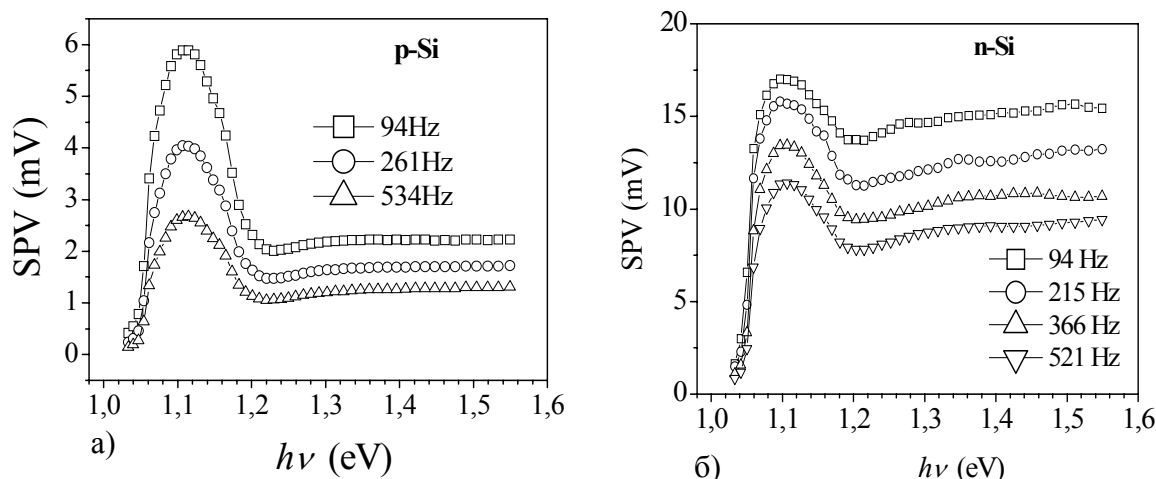 p-Si
6
5
4
3
2
1
0
SPV (mV)
94Hz
261Hz
534Hz
1,0 1,1 1,2 1,3 1,4 1,5 1,6
hν (eV)
а)
n-Si
20
15
10
5
0
SPV (mV)
94 Hz
215 Hz
366 Hz
521 Hz
1,0 1,1 1,2 1,3 1,4 1,5 1,6
hν (eV)
б)